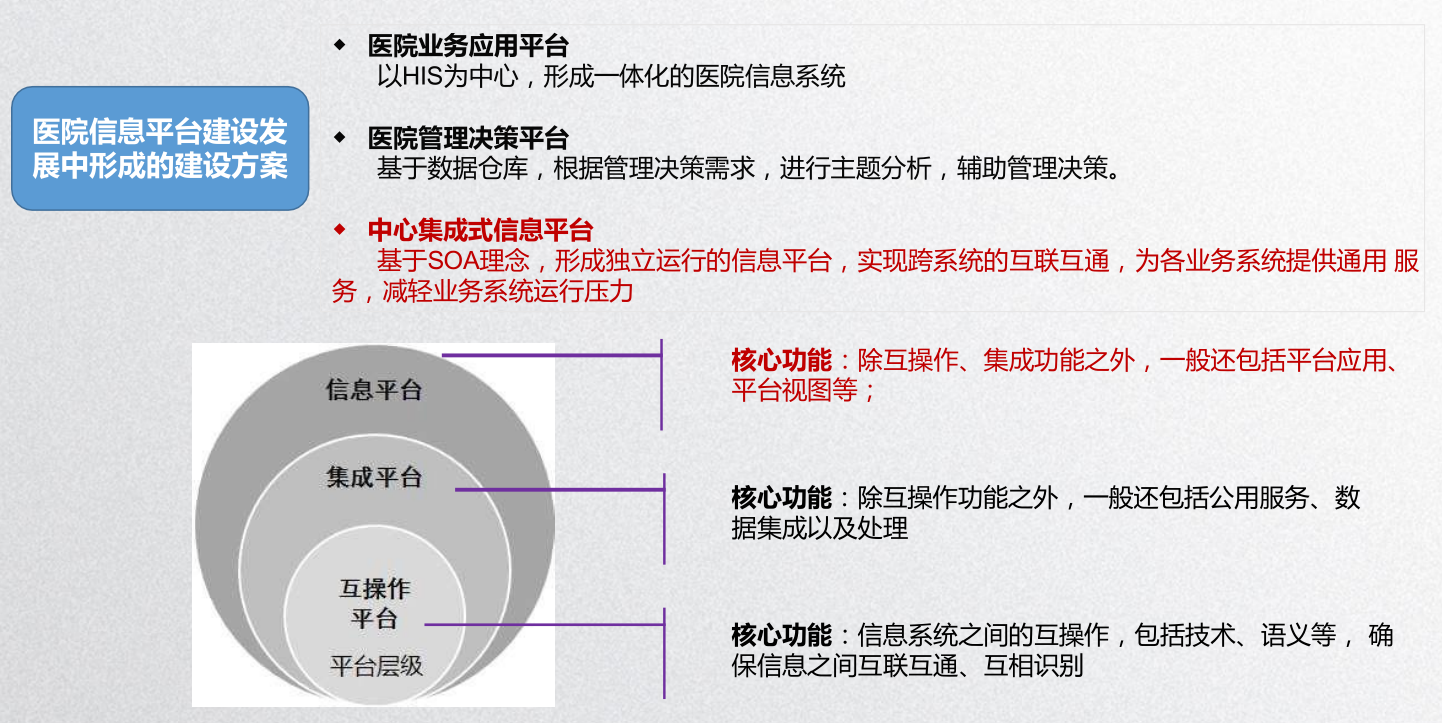 医院信息平台建设发
展中形成的建设方案
◆ 医院业务应用平台
以HIS为中心，形成一体化的医院信息系统
◆ 医院管理决策平台
基于数据仓库，根据管理决策需求，进行主题分析，辅助管理决策。
◆ 中心集成式信息平台
基于SOA理念，形成独立运行的信息平台，实现跨系统的互联互通，为各业务系统提供通用 服
务，减轻业务系统运行压力
信息平台
集成平台
互操作
平台
平台层级
核心功能：除互操作、集成功能之外，一般还包括平台应用、
平台视图等；
核心功能：除互操作功能之外，一般还包括公用服务、数
据集成以及处理
核心功能：信息系统之间的互操作，包括技术、语义等， 确
保信息之间互联互通、互相识别